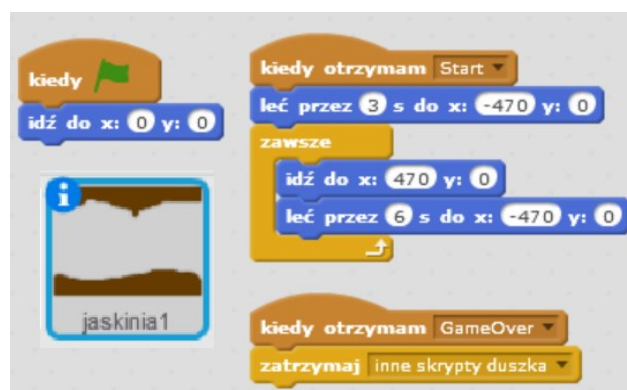 kiedy
idź do x: 0 y: 0
i
jaskinia1
kiedy otrzymam Start
leć przez 3 s do x: -470 y: 0
zawsze
idź do x: 470 y: 0
leć przez 6 s do x: -470 y: 0
kiedy otrzymam GameOver
zatrzymaj inne skrypty duszka